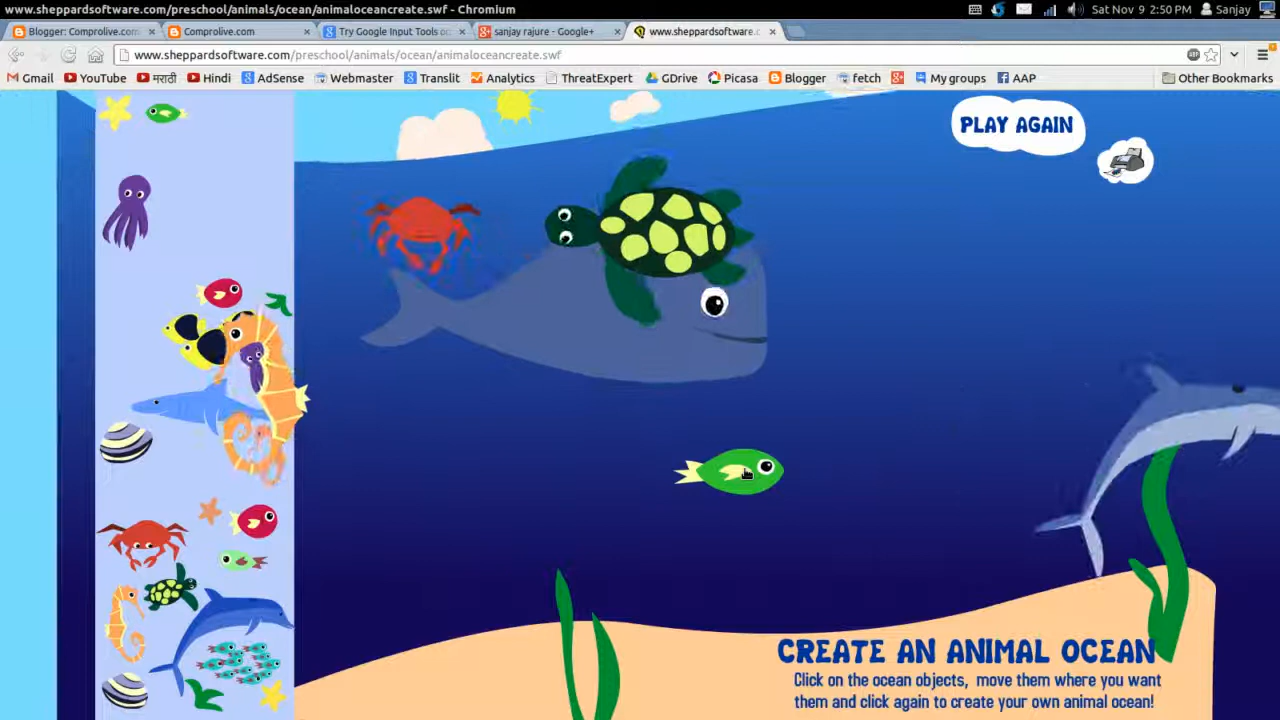 www.sheppardsoftware.com/preschool/animals/ocean/animaloceancreate.swf - Chromium
Sat Nov 9 2:50 PM Sanjay
Blogger: Comprolive.com
Comprolive.com
Try Google Input Tools on
sanjay rajure - Google+
www.sheppardsoftware.c
www.sheppardsoftware.com/preschool/animals/ocean/animaloceancreate.swf
Gmail YouTube मराठी Hindi AdSense Webmaster Translit Analytics ThreatExpert GDrive Picasa Blogger fetch My groups AAP Other Bookmarks
PLAY AGAIN
CREATE AN ANIMAL OCEAN
Click on the ocean objects, move them where you want
them and click again to create your own animal ocean!